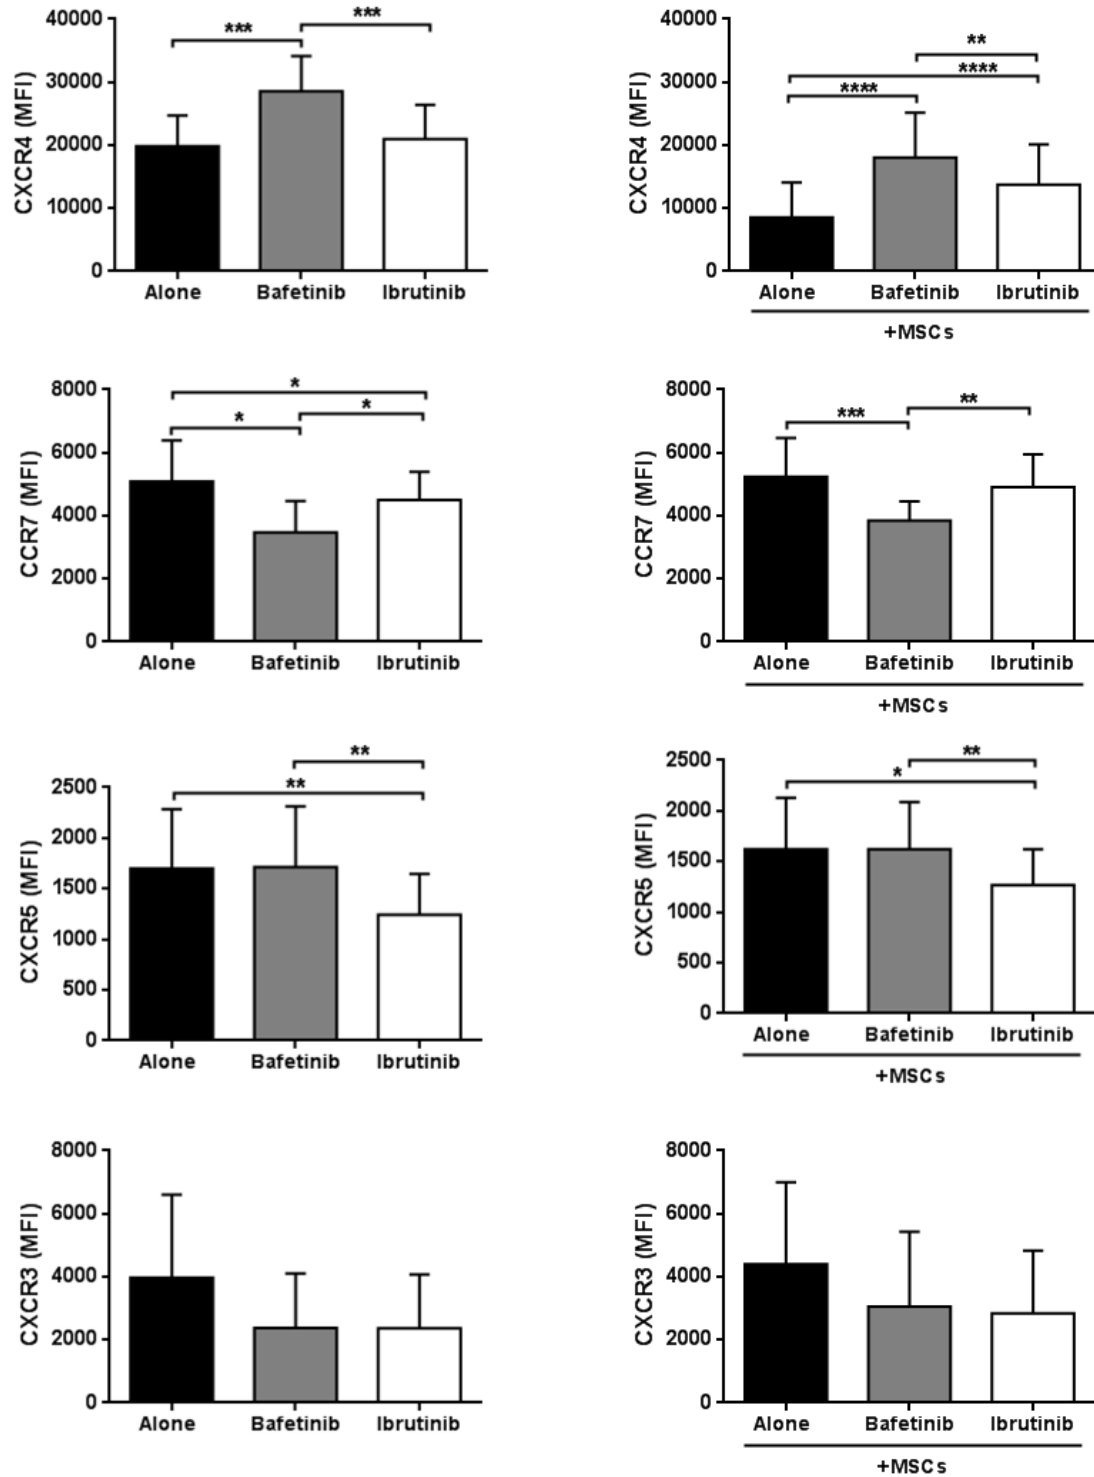 CXCR4 (MFI)
40000
30000
20000
10000
0
***
***
Alone Bafetinib Ibrutinib
CXCR4 (MFI)
40000
30000
20000
10000
0
**
****
****
Alone Bafetinib Ibrutinib
+MSCs
CCR7 (MFI)
8000
6000
4000
2000
0
*
*
*
Alone Bafetinib Ibrutinib
CCR7 (MFI)
8000
6000
4000
2000
0
***
**
Alone Bafetinib Ibrutinib
+MSCs
CXCR5 (MFI)
2500
2000
1500
1000
500
0
**
**
Alone Bafetinib Ibrutinib
CXCR5 (MFI)
2500
2000
1500
1000
500
0
**
*
Alone Bafetinib Ibrutinib
+MSCs
CXCR3 (MFI)
8000
6000
4000
2000
0
Alone Bafetinib Ibrutinib
CXCR3 (MFI)
8000
6000
4000
2000
0
Alone Bafetinib Ibrutinib
+MSCs